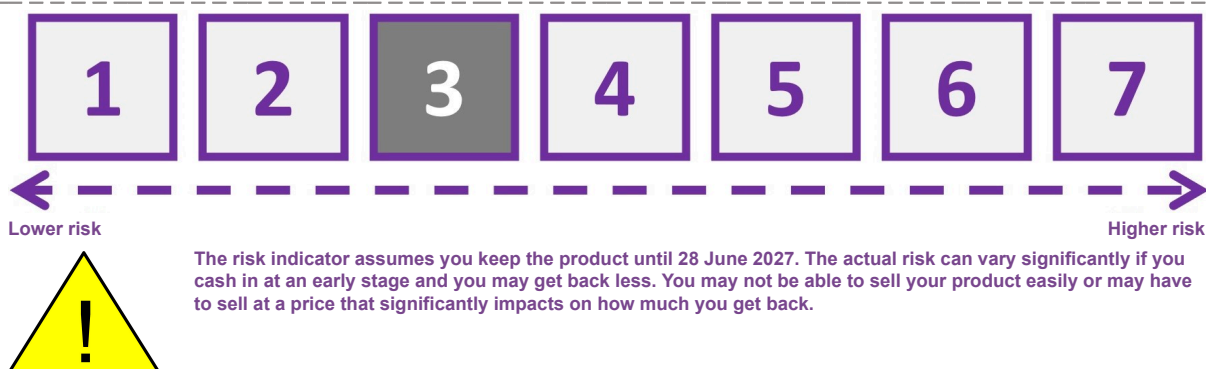 1 2 3 4 5 6 7
Lower risk Higher risk
The risk indicator assumes you keep the product until 28 June 2027. The actual risk can vary significantly if you
cash in at an early stage and you may get back less. You may not be able to sell your product easily or may have
to sell at a price that significantly impacts on how much you get back.
!